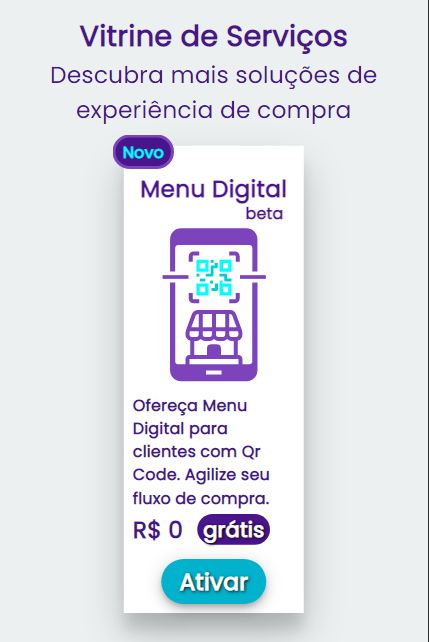 Vitrine de Serviços
Descubra mais soluções de
experiência de compra
Novo
Menu Digital
beta
Ofereça Menu
Digital para
clientes com Qr
Code. Agilize seu
fluxo de compra.
R$ 0 grátis
Ativar